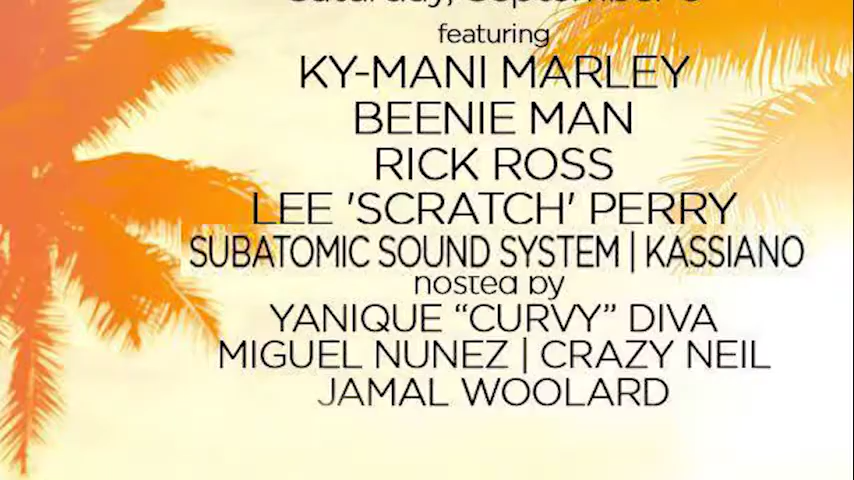 featuring
KY-MANI MARLEY
BEENIE MAN
RICK ROSS
LEE 'SCRATCH' PERRY
SUBATOMIC SOUND SYSTEM | KASSIANO
hosted by
YANIQUE “CURVY” DIVA
MIGUEL NUNEZ | CRAZY NEIL
JAMAL WOOLARD